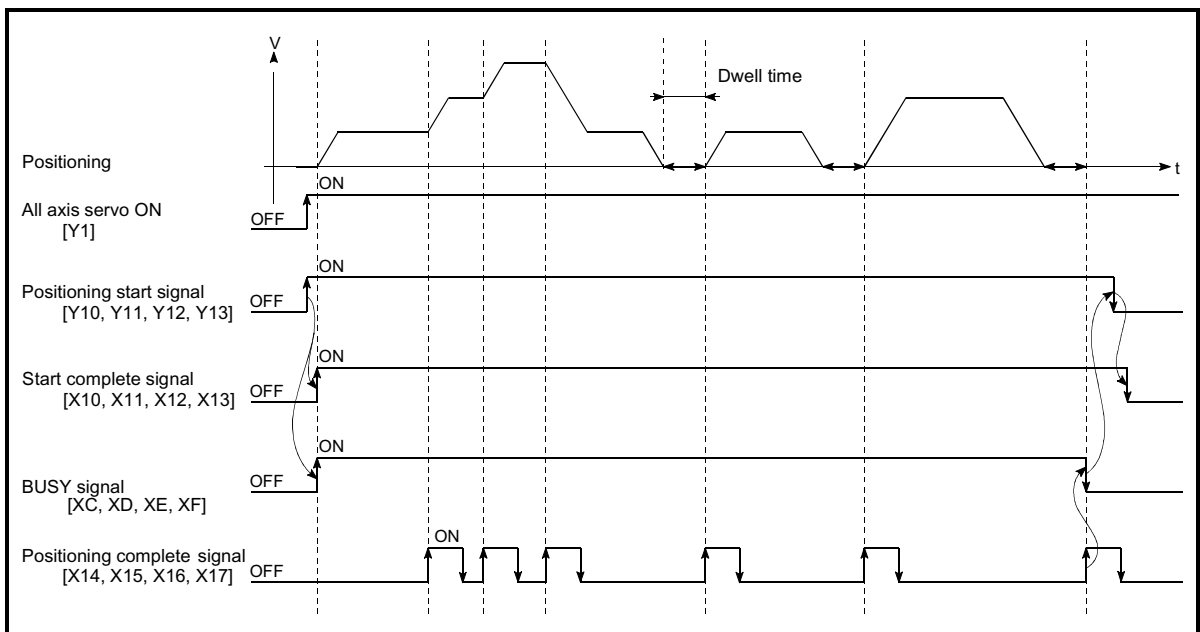 V
Dwell time
Positioning
t
ON
All axis servo ON
[Y1]
OFF
ON
Positioning start signal
[Y10, Y11, Y12, Y13]
OFF
ON
Start complete signal
[X10, X11, X12, X13]
OFF
ON
BUSY signal
[XC, XD, XE, XF]
OFF
ON
Positioning complete signal
[X14, X15, X16, X17]
OFF